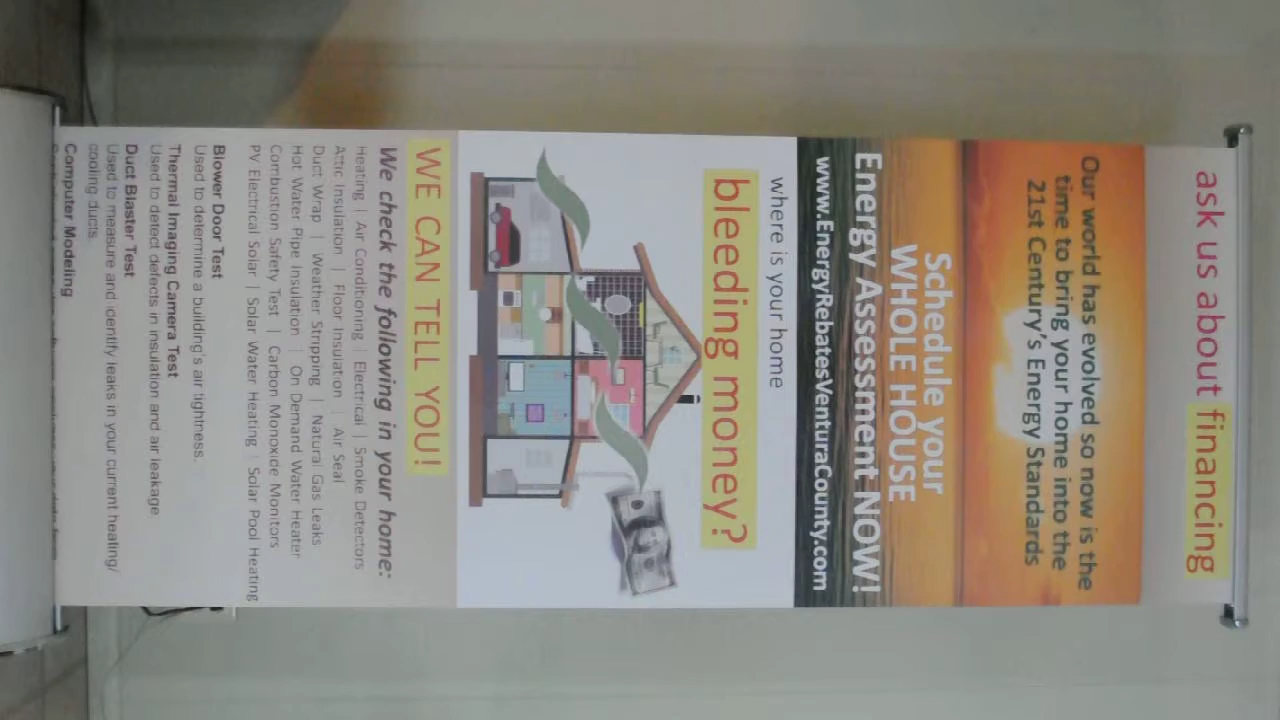 ask us about financing
Our world has evolved so now is the
time to bring your home into the
21st Century's Energy Standards
Schedule your
WHOLE HOUSE
Energy Assessment NOW!
www.EnergyRebatesVenturaCounty.com
where is your home
bleeding money?
WE CAN TELL YOU!
We check the following in your home:
Heating | Air Conditioning | Electrical | Smoke Detectors
Attic Insulation | Floor Insulation | Air Seal
Duct Wrap | Weather Stripping | Natural Gas Leaks
Hot Water Pipe Insulation | On Demand Water Heater
Combustion Safety Test | Carbon Monoxide Monitors
PV Electrical Solar | Solar Water Heating | Solar Pool Heating
Blower Door Test
Used to determine a building's air tightness.
Thermal Imaging Camera Test
Used to detect defects in insulation and air leakage
Duct Blaster Test
Used to measure and identify leaks in your current heating/
cooling ducts.
Computer Modeling